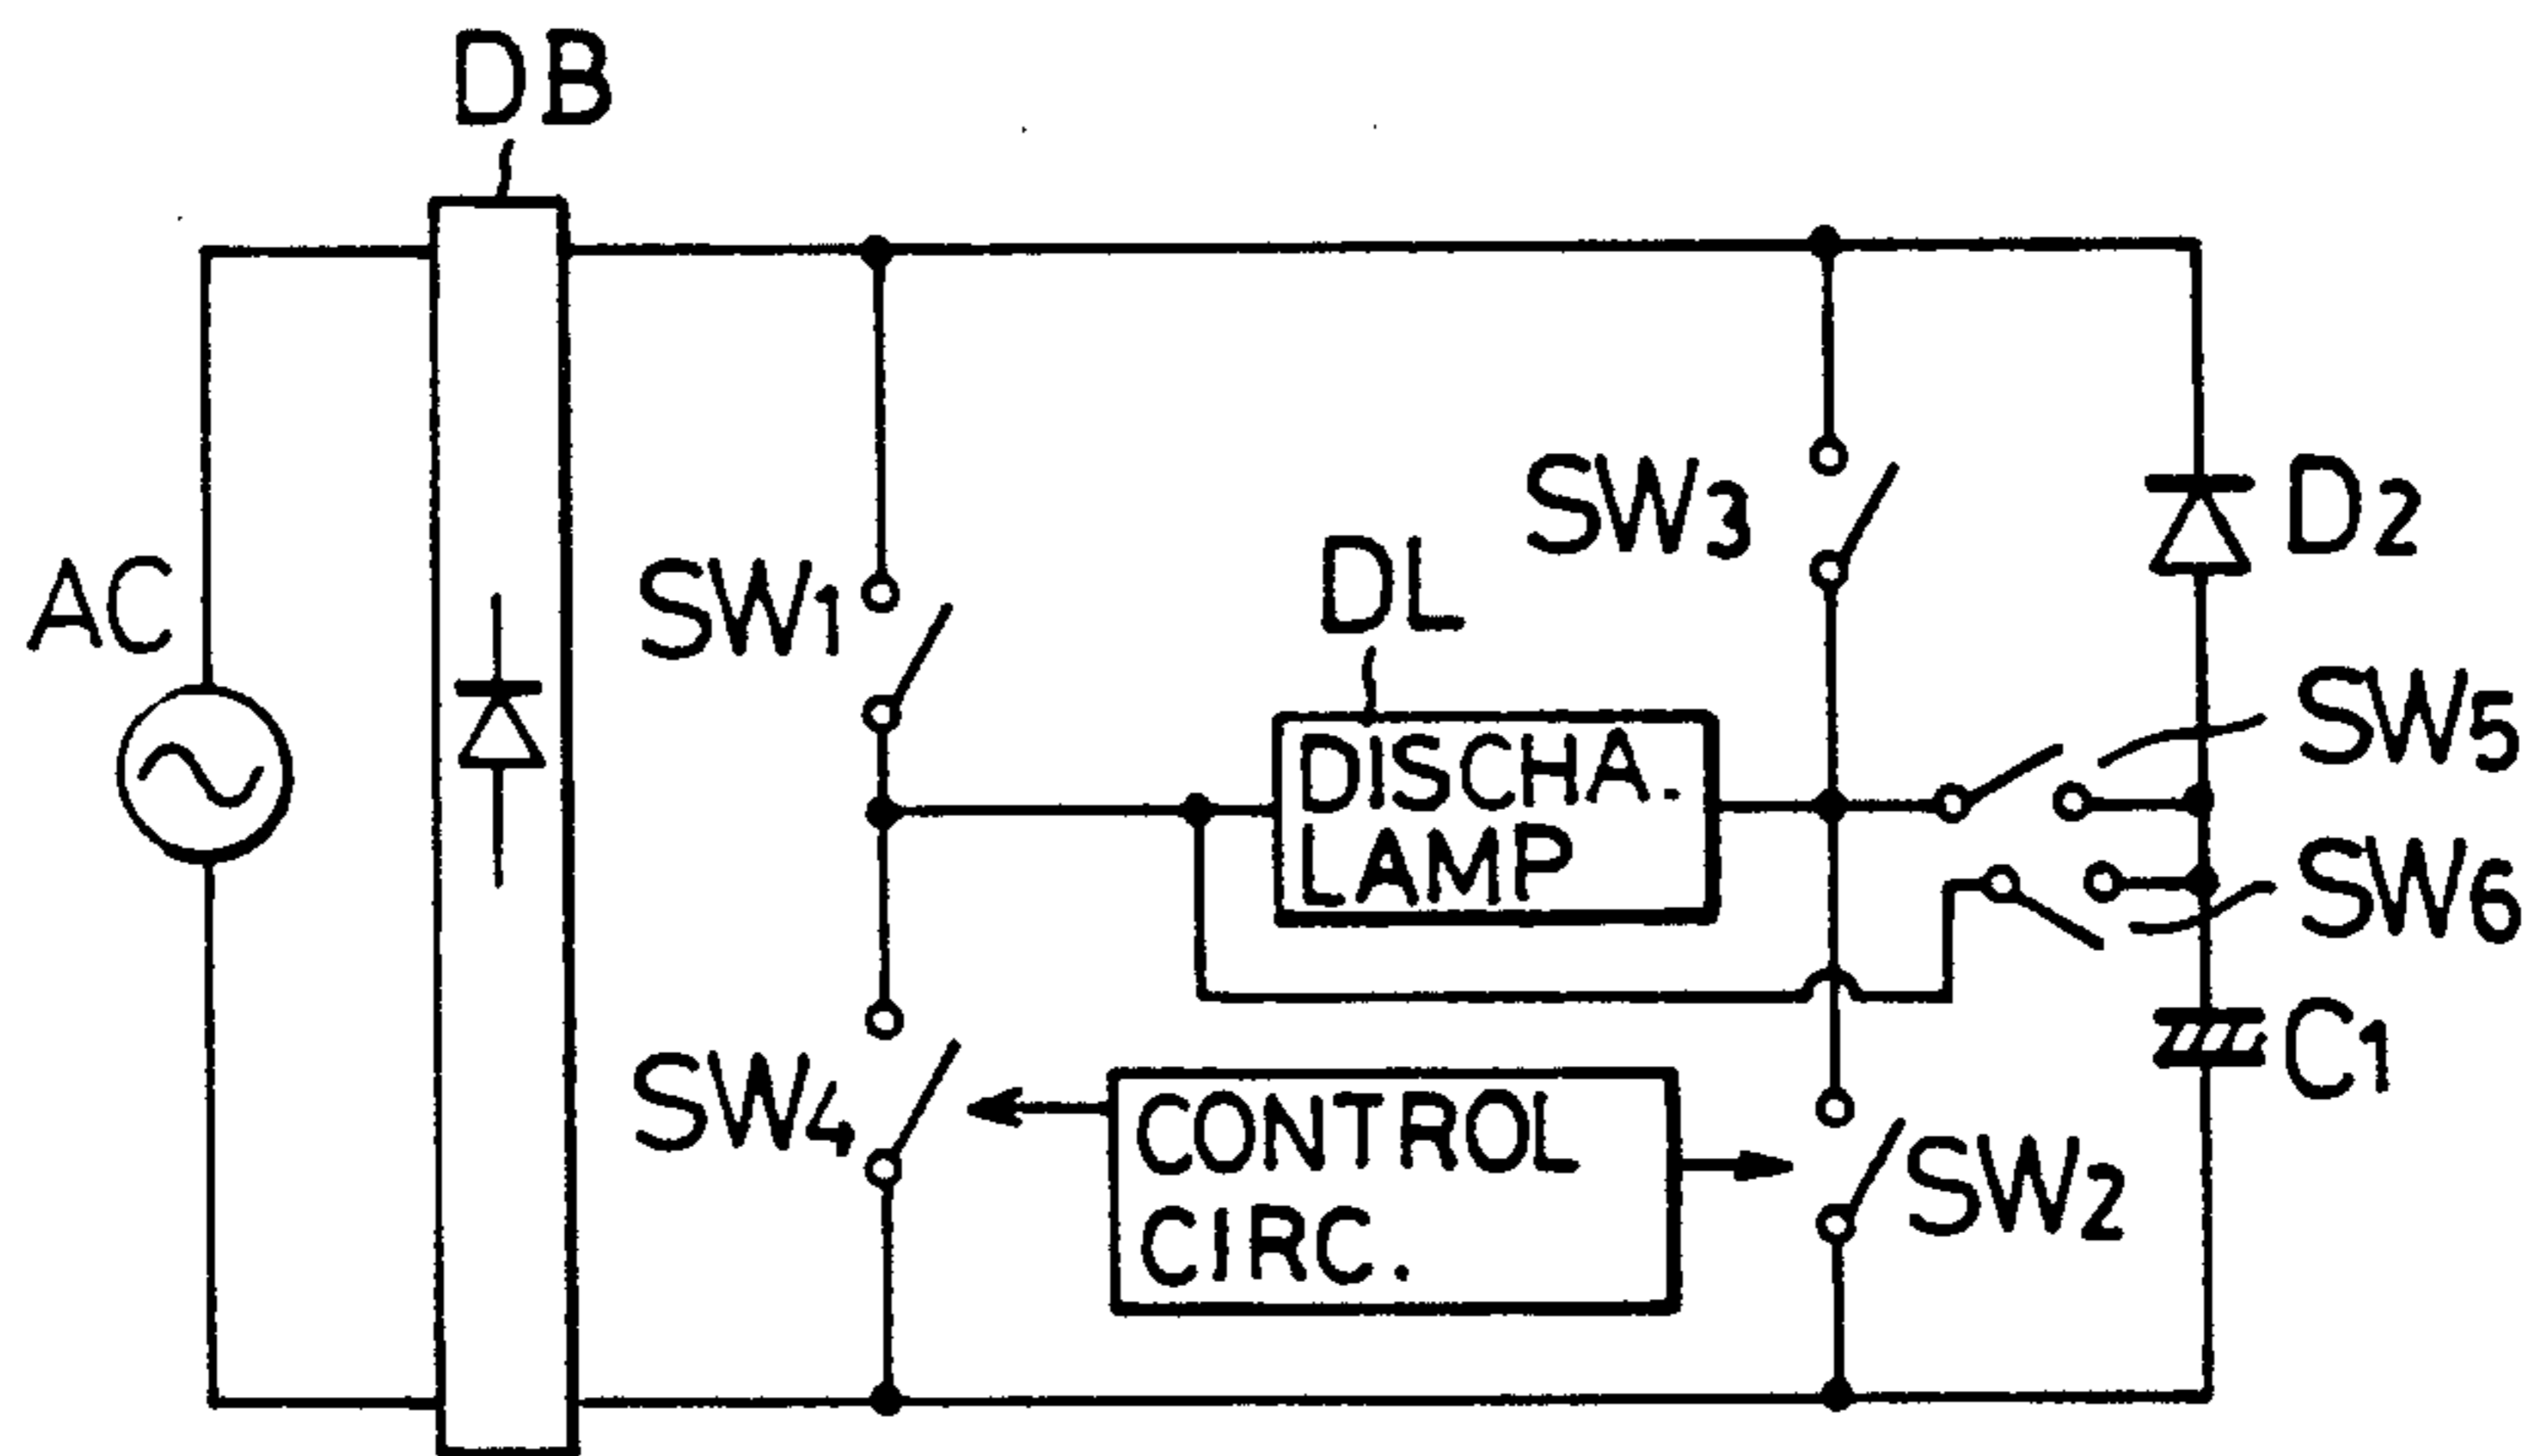 DB
AC
SW1
SW3
D2
DL
DISCHA.
LAMP
SW5
SW6
SW4
CONTROL
CIRC.
SW2
C1